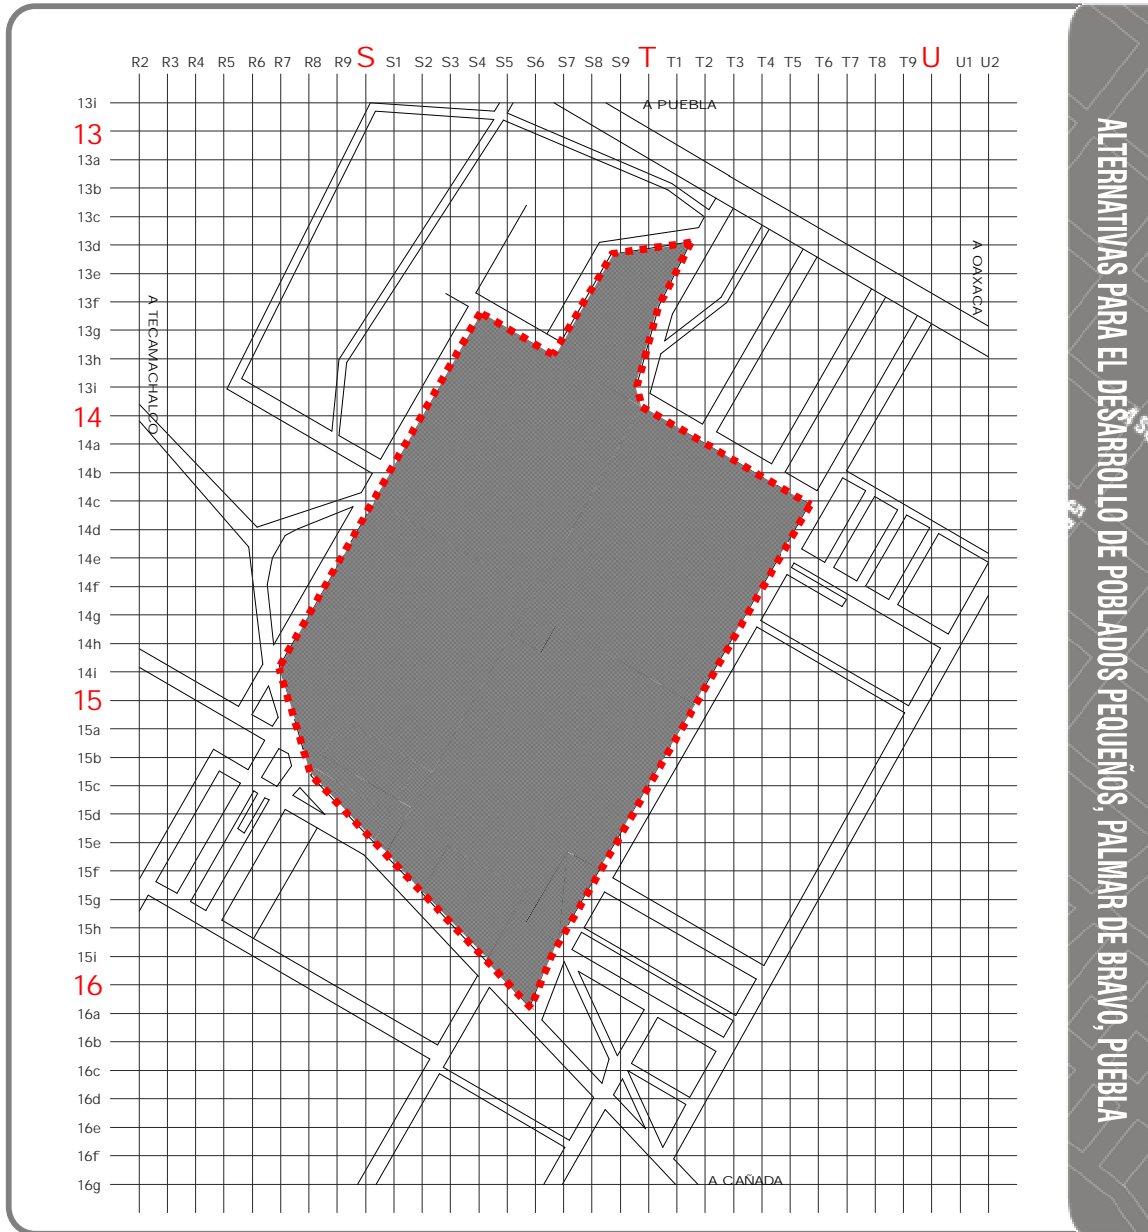 R2 R3 R4 R5 R6 R7 R8 R9 S S1 S2 S3 S4 S5 S6 S7 S8 S9 T T1 T2 T3 T4 T5 T6 T7 T8 T9 U U1 U2
13i
13
13a
13b
13c
13d
13e
13f
13g
13h
13i
14
14a
14b
14c
14d
14e
14f
14g
14h
14i
15
15a
15b
15c
15d
15e
15f
15g
15h
15i
16
16a
16b
16c
16d
16e
16f
16g
A PUEBLA
A OAXACA
A TECAMACHALCO
A CAÑADA
ALTERNATIVAS PARA EL DESARROLLO DE POBLADOS PEQUEÑOS, PALMAR DE BRAVO, PUEBLA